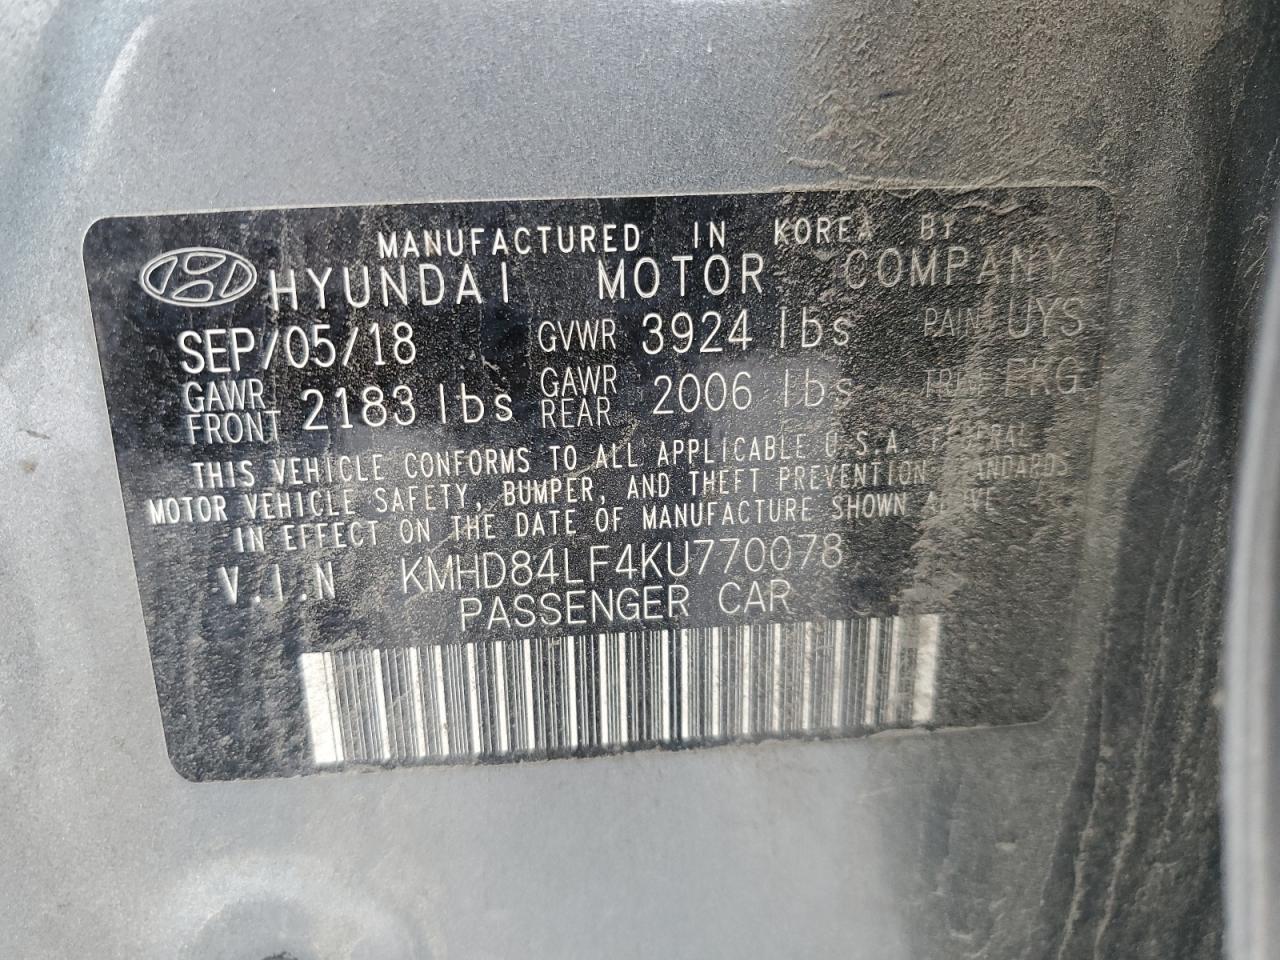 MANUFACTURED IN KOREA BY
HYUNDAI MOTOR COMPANY
SEP/05/18 GVWR 3924 lbs PAINT UYS
GAWR FRONT 2183 lbs GAWR REAR 2006 lbs TRIM PKG
THIS VEHICLE CONFORMS TO ALL APPLICABLE U.S.A. FEDERAL
MOTOR VEHICLE SAFETY, BUMPER, AND THEFT PREVENTION STANDARDS
IN EFFECT ON THE DATE OF MANUFACTURE SHOWN ABOVE
V.I.N KMHD84LF4KU770078
PASSENGER CAR